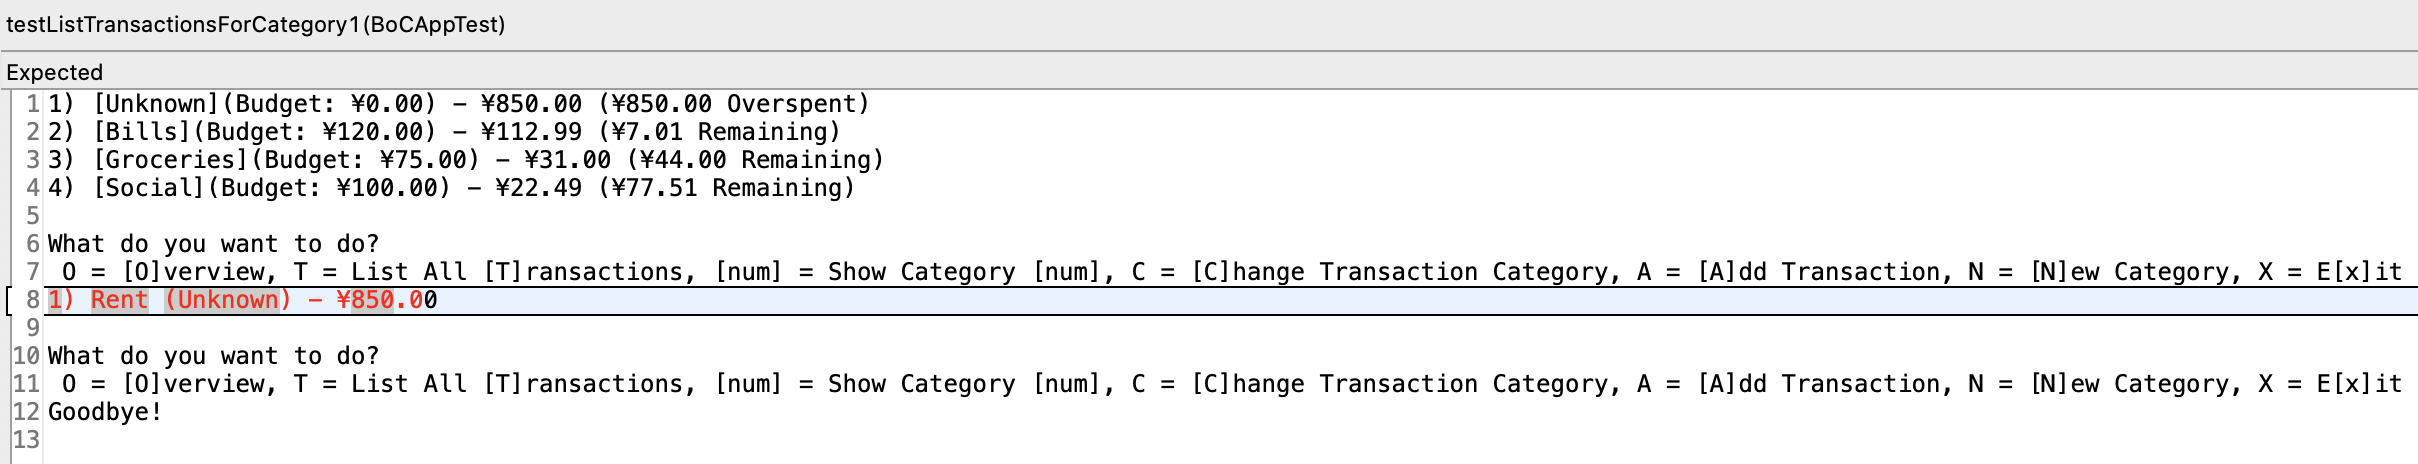 testListTransactionsForCategory1(BoCAppTest)
Expected
1 1) [Unknown](Budget: ¥0.00) – ¥850.00 (¥850.00 Overspent)
2 2) [Bills](Budget: ¥120.00) – ¥112.99 (¥7.01 Remaining)
3 3) [Groceries](Budget: ¥75.00) – ¥31.00 (¥44.00 Remaining)
4 4) [Social](Budget: ¥100.00) – ¥22.49 (¥77.51 Remaining)
5
6 What do you want to do?
7  O = [O]verview, T = List All [T]ransactions, [num] = Show Category [num], C = [C]hange Transaction Category, A = [A]dd Transaction, N = [N]ew Category, X = E[x]it
8 1) Rent (Unknown) – ¥850.00
9
10 What do you want to do?
11  O = [O]verview, T = List All [T]ransactions, [num] = Show Category [num], C = [C]hange Transaction Category, A = [A]dd Transaction, N = [N]ew Category, X = E[x]it
12 Goodbye!
13